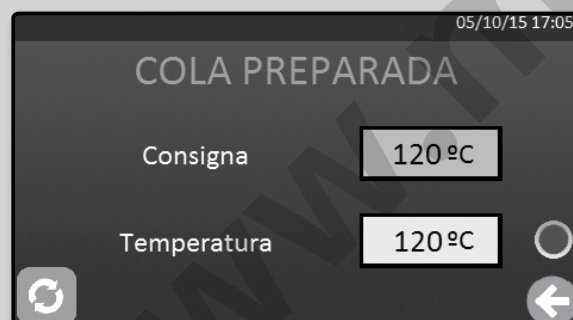 05/10/15 17:05
COLA PREPARADA
Consigna 120 ºC
Temperatura 120 ºC